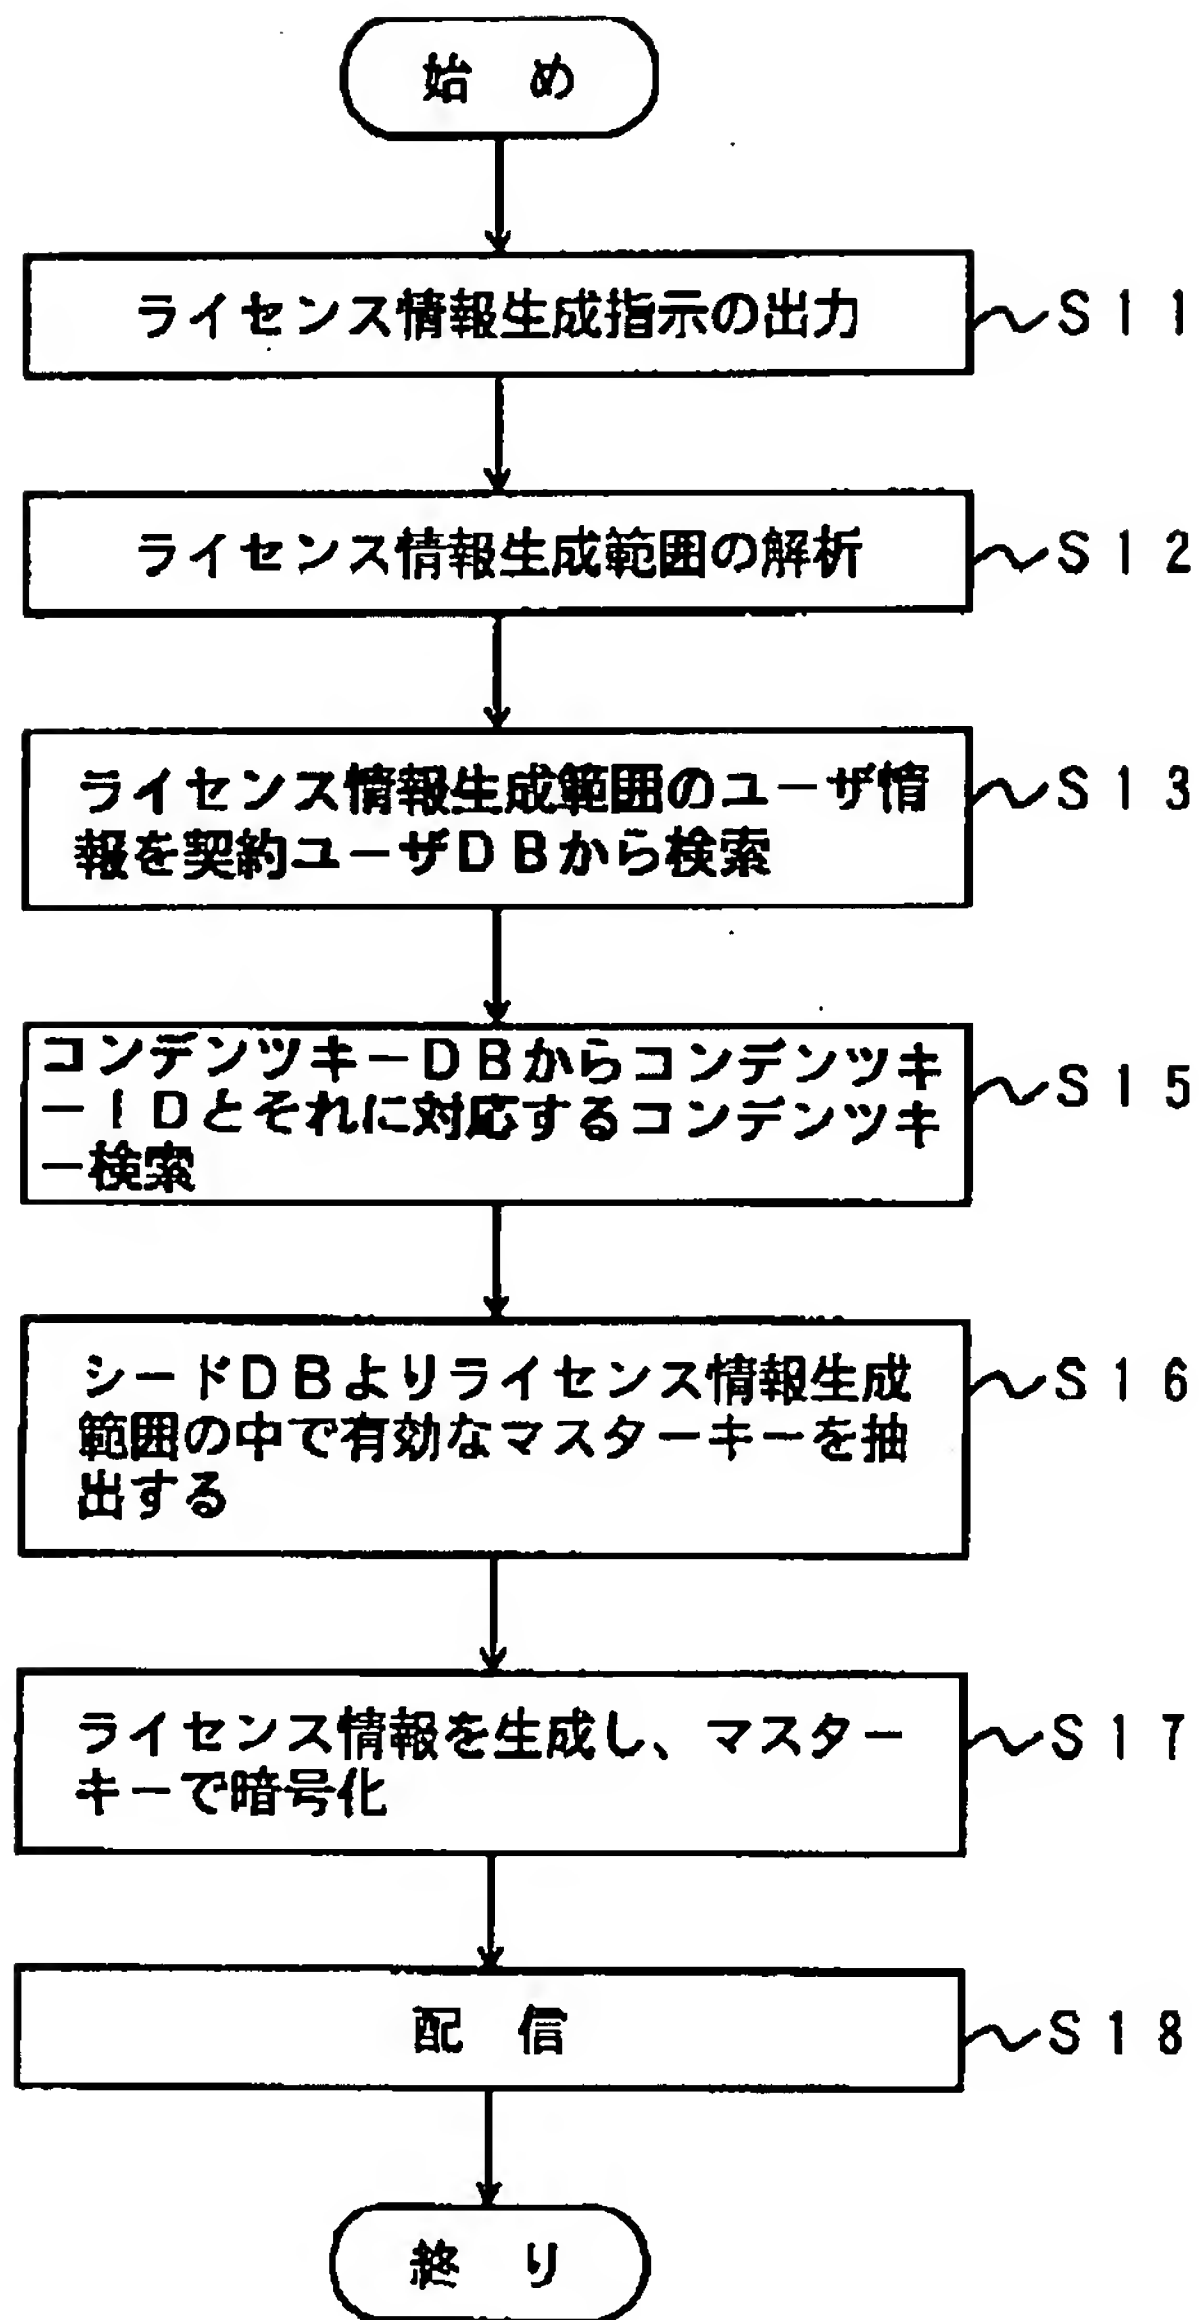 始 め
ライセンス情報生成指示の出力
S11
ライセンス情報生成範囲の解析
S12
ライセンス情報生成範囲のユーザ情
報を契約ユーザDBから検索
S13
コンデンツキーDBからコンデンツキ
ーIDとそれに対応するコンデンツキ
ー検索
S15
シードDBよりライセンス情報生成
範囲の中で有効なマスターキーを抽
出する
S16
ライセンス情報を生成し、マスター
キーで暗号化
S17
配 信
S18
終 り